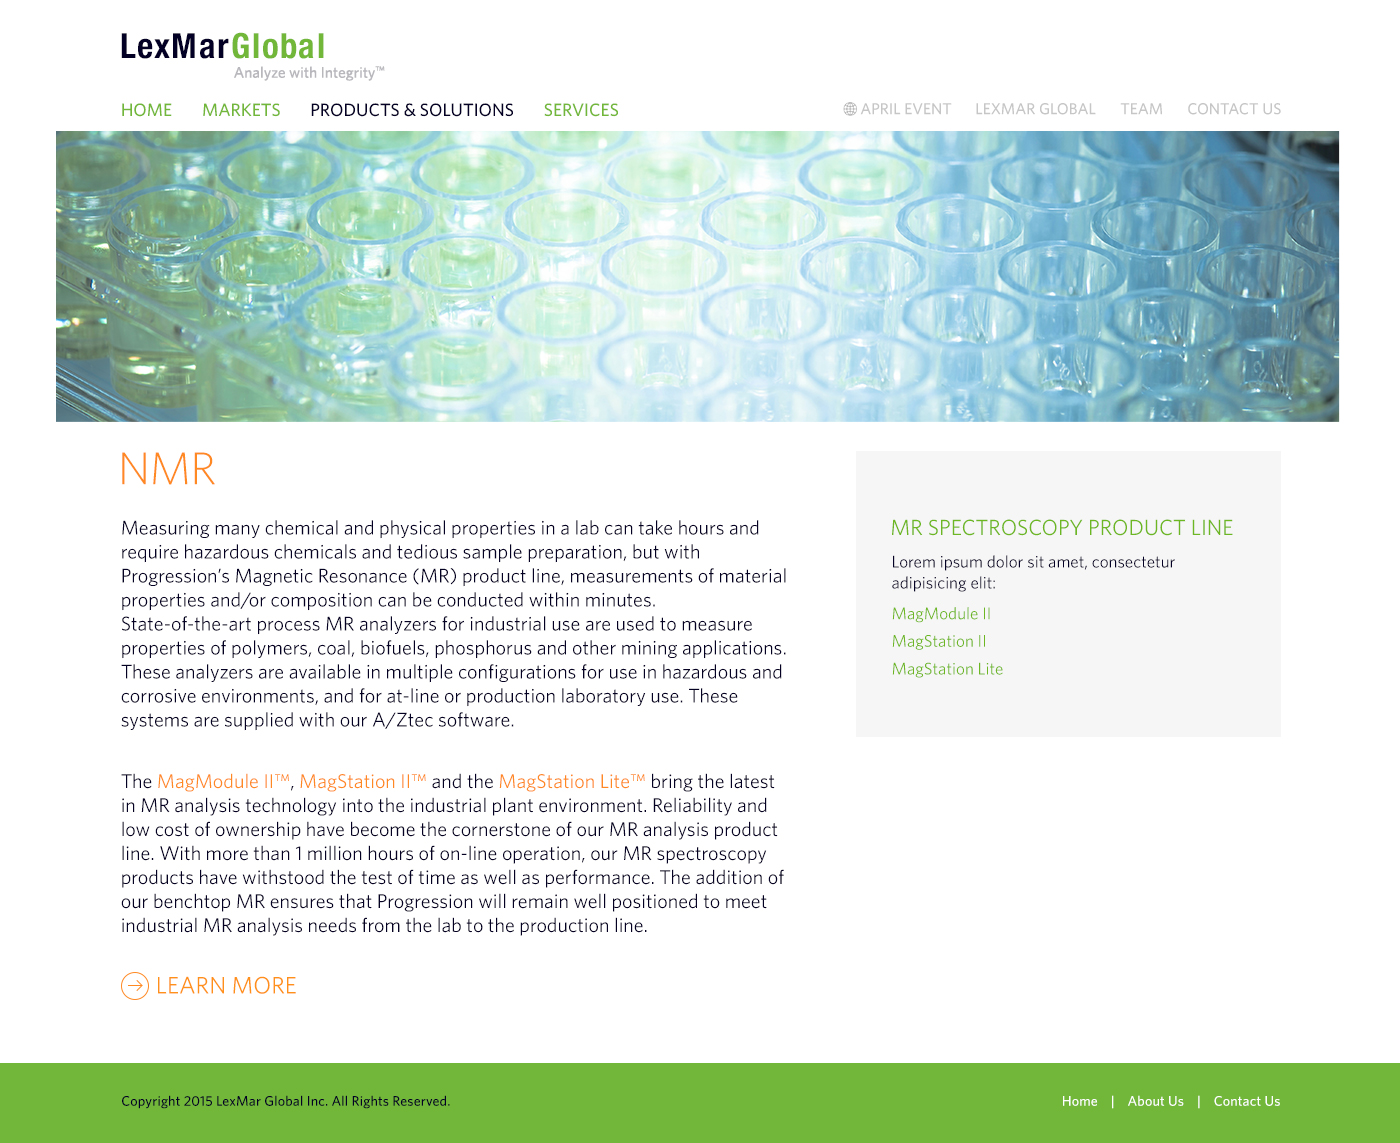 LexMarGlobal
Analyze with Integrity™
HOME MARKETS PRODUCTS & SOLUTIONS SERVICES APRIL EVENT LEXMAR GLOBAL TEAM CONTACT US
NMR
Measuring many chemical and physical properties in a lab can take hours and
require hazardous chemicals and tedious sample preparation, but with
Progression’s Magnetic Resonance (MR) product line, measurements of material
properties and/or composition can be conducted within minutes.
State-of-the-art process MR analyzers for industrial use are used to measure
properties of polymers, coal, biofuels, phosphorus and other mining applications.
These analyzers are available in multiple configurations for use in hazardous and
corrosive environments, and for at-line or production laboratory use. These
systems are supplied with our A/Ztec software.
The MagModule II™, MagStation II™ and the MagStation Lite™ bring the latest
in MR analysis technology into the industrial plant environment. Reliability and
low cost of ownership have become the cornerstone of our MR analysis product
line. With more than 1 million hours of on-line operation, our MR spectroscopy
products have withstood the test of time as well as performance. The addition of
our benchtop MR ensures that Progression will remain well positioned to meet
industrial MR analysis needs from the lab to the production line.
LEARN MORE
MR SPECTROSCOPY PRODUCT LINE
Lorem ipsum dolor sit amet, consectetur
adipisicing elit:
MagModule II
MagStation II
MagStation Lite
Copyright 2015 LexMar Global Inc. All Rights Reserved.
Home | About Us | Contact Us